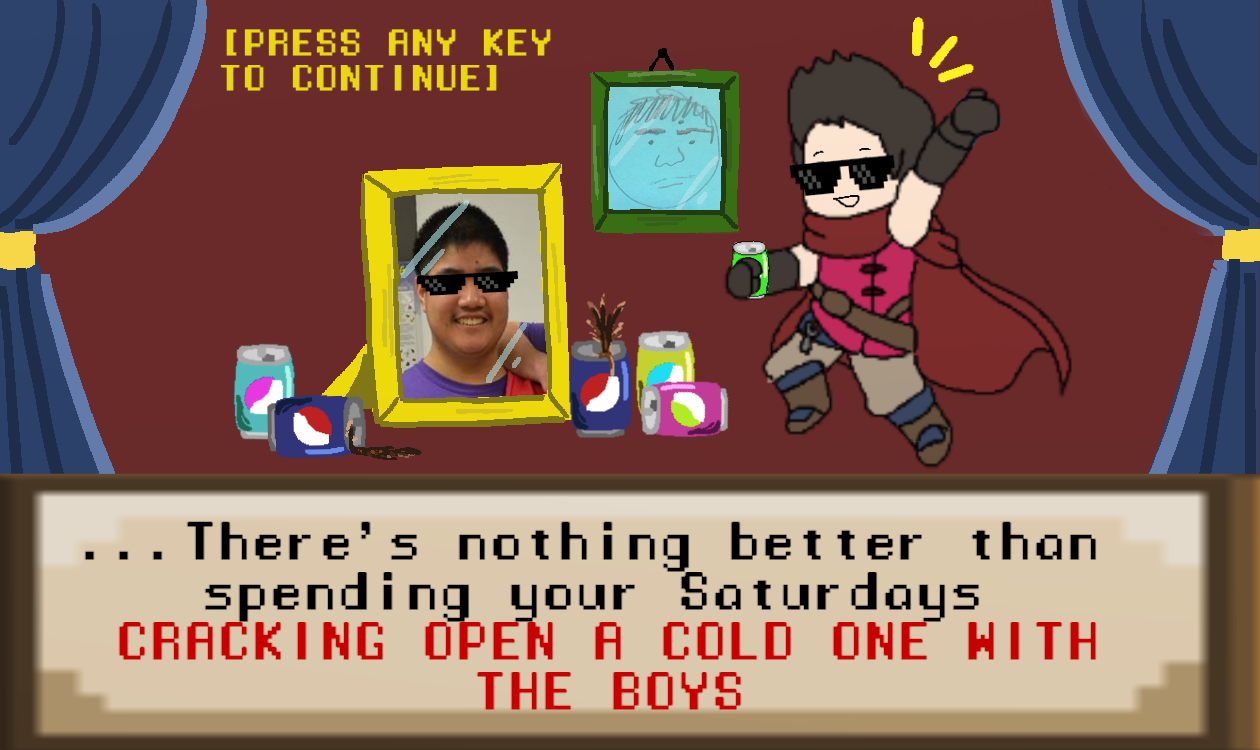 [PRESS ANY KEY
TO CONTINUE]
...There's nothing better than
spending your Saturdays
CRACKING OPEN A COLD ONE WITH
THE BOYS